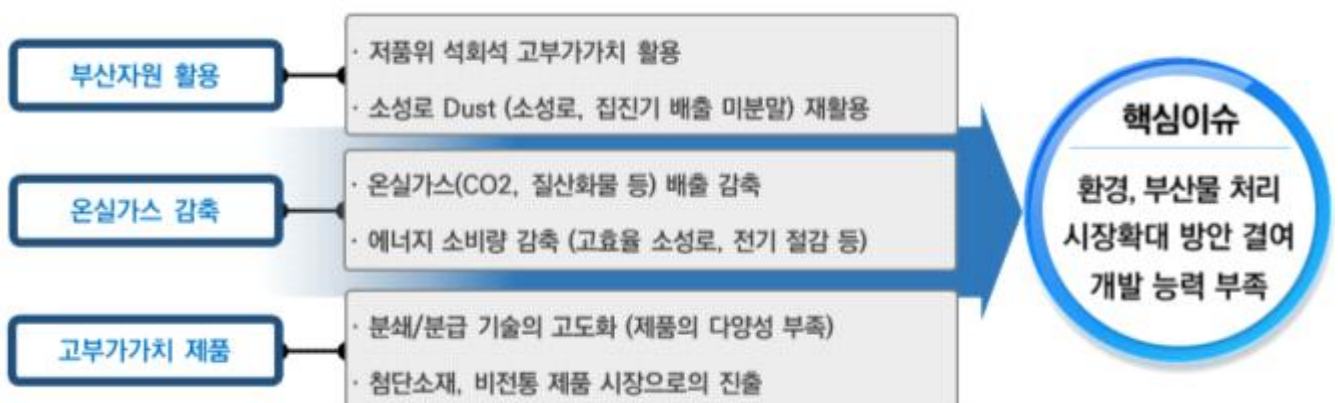 부산자원 활용
· 저품위 석회석 고부가가치 활용
· 소성로 Dust (소성로, 집진기 배출 미분말) 재활용
온실가스 감축
· 온실가스(CO2, 질산화물 등) 배출 감축
· 에너지 소비량 감축 (고효율 소성로, 전기 절감 등)
고부가가치 제품
· 분쇄/분급 기술의 고도화 (제품의 다양성 부족)
· 첨단소재, 비전통 제품 시장으로의 진출
핵심이슈
환경, 부산물 처리
시장확대 방안 결여
개발 능력 부족